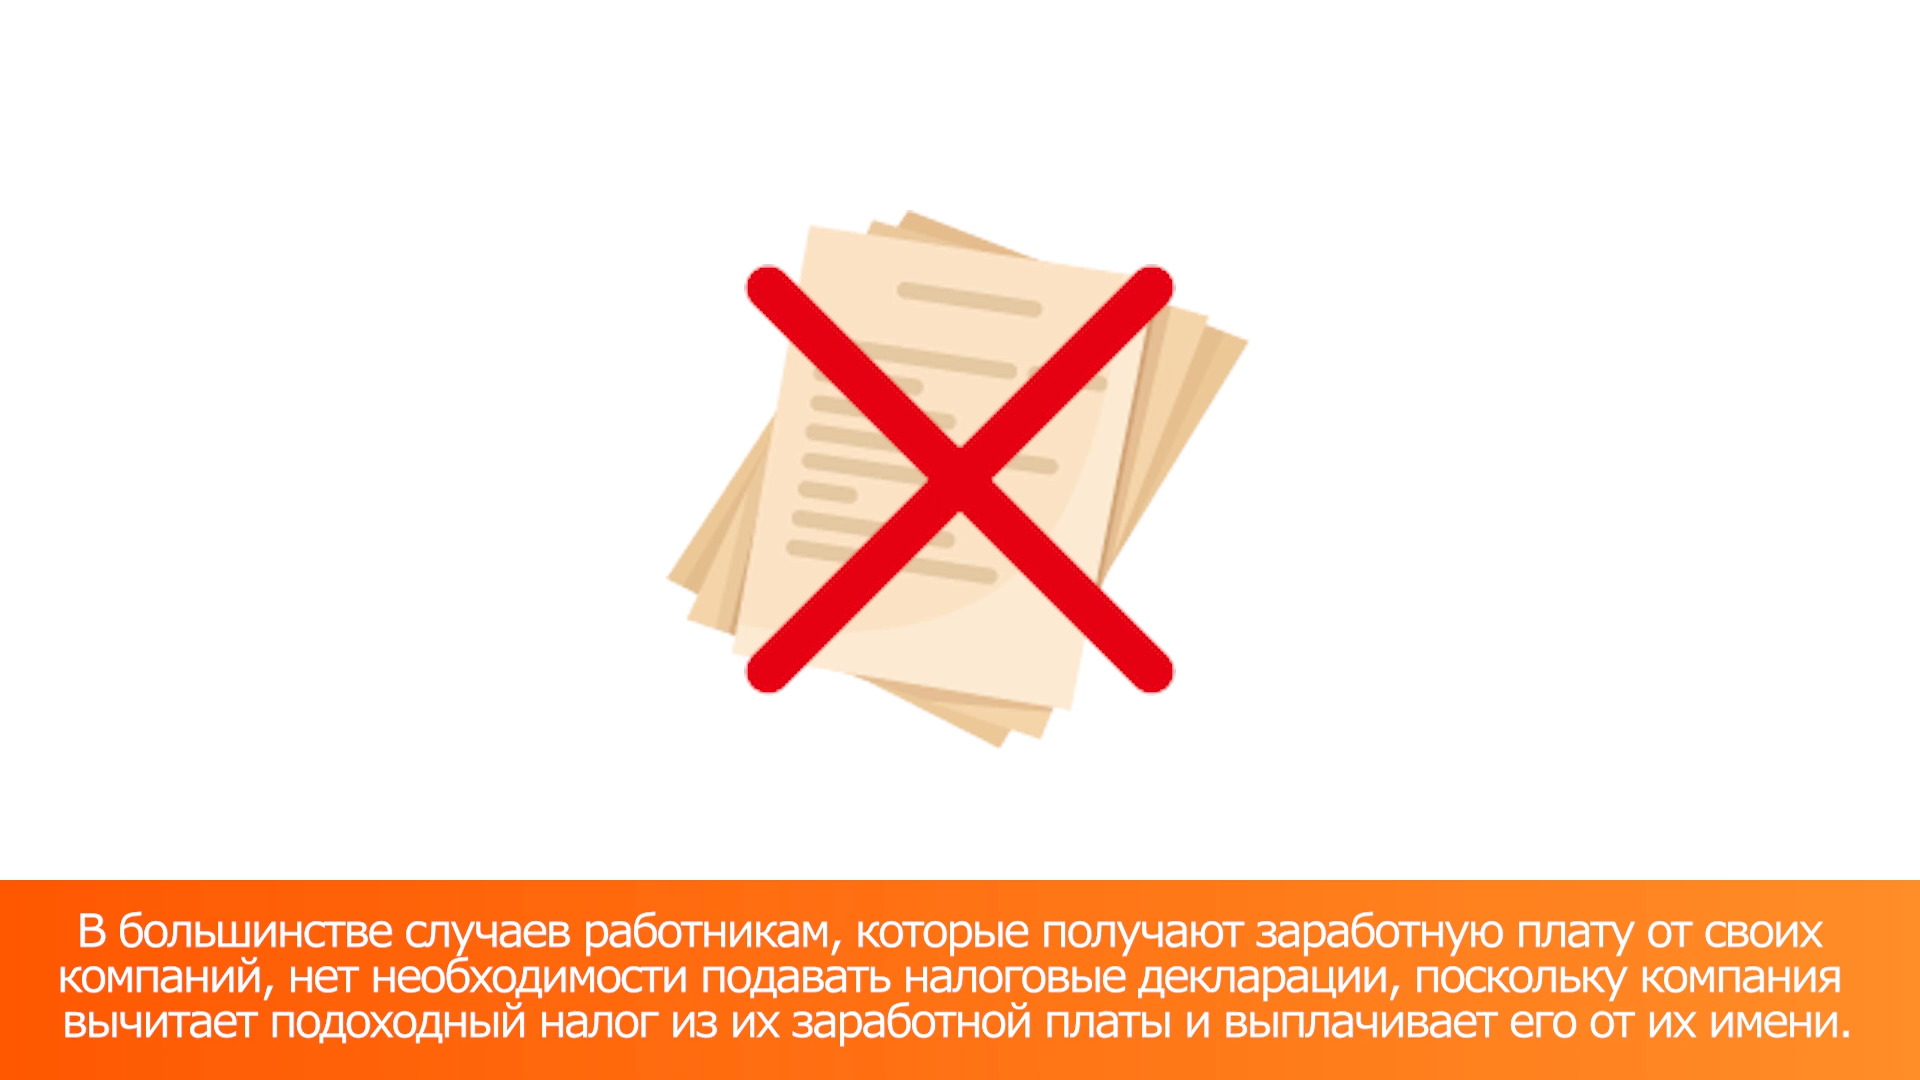 В большинстве случаев работникам, которые получают заработную плату от своих
компаний, нет необходимости подавать налоговые декларации, поскольку компания
вычитает подоходный налог из их заработной платы и выплачивает его от их имени.